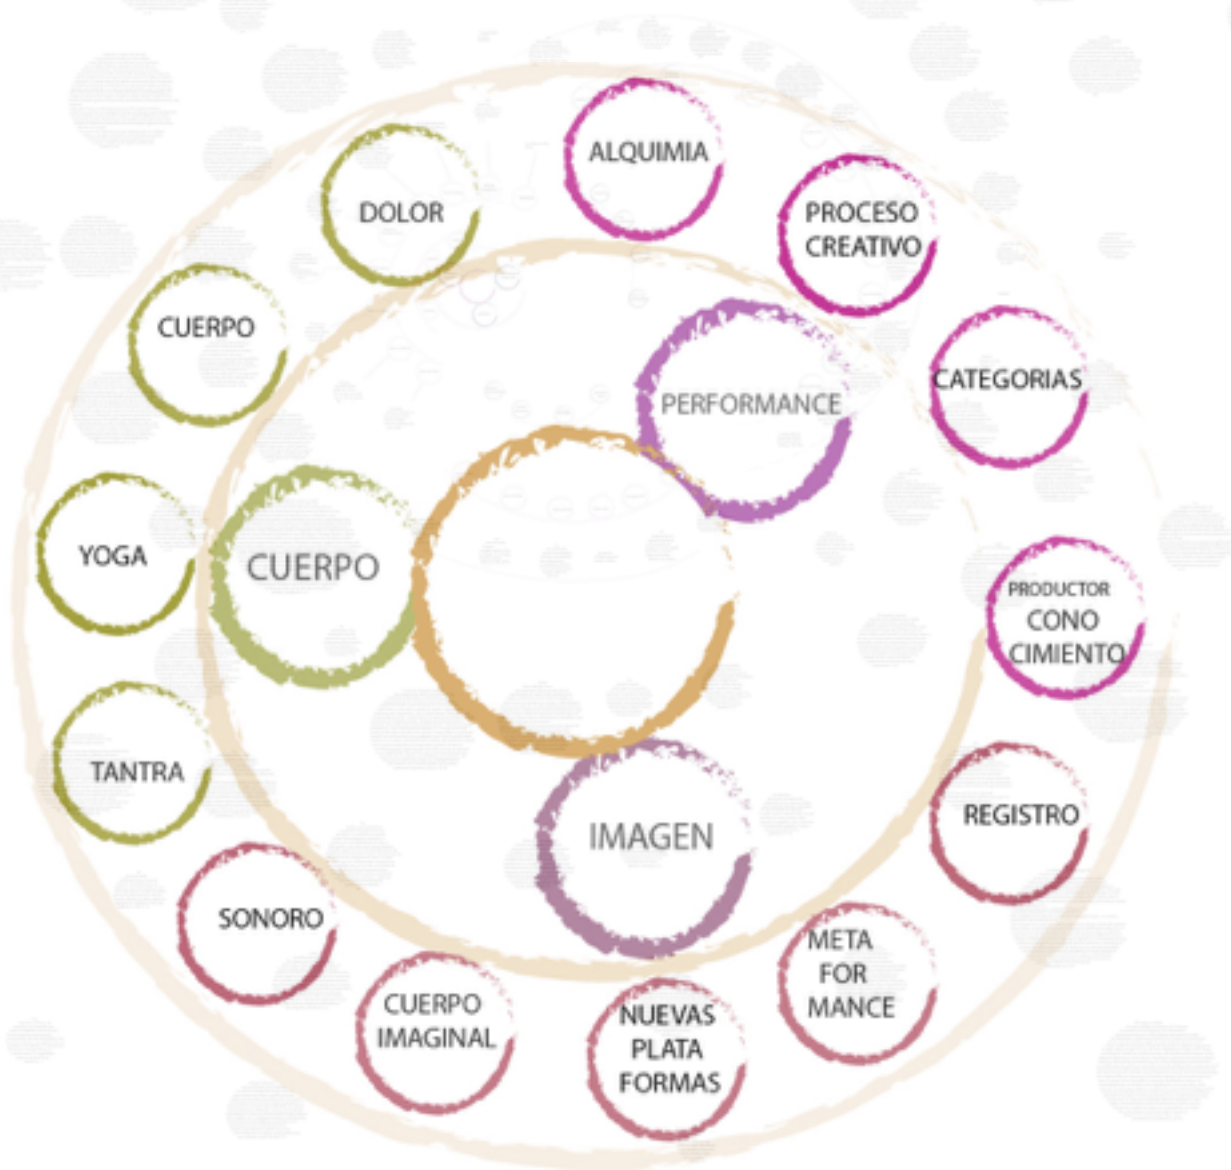 ALQUIMIA
DOLOR
PROCESO
CREATIVO
CUERPO
CATEGORIAS
PERFORMANCE
YOGA
CUERPO
PRODUCTOR
CONO
CIMIENTO
TANTRA
IMAGEN
REGISTRO
SONORO
META
FOR
MANCE
CUERPO
IMAGINAL
NUEVAS
PLATA
FORMAS